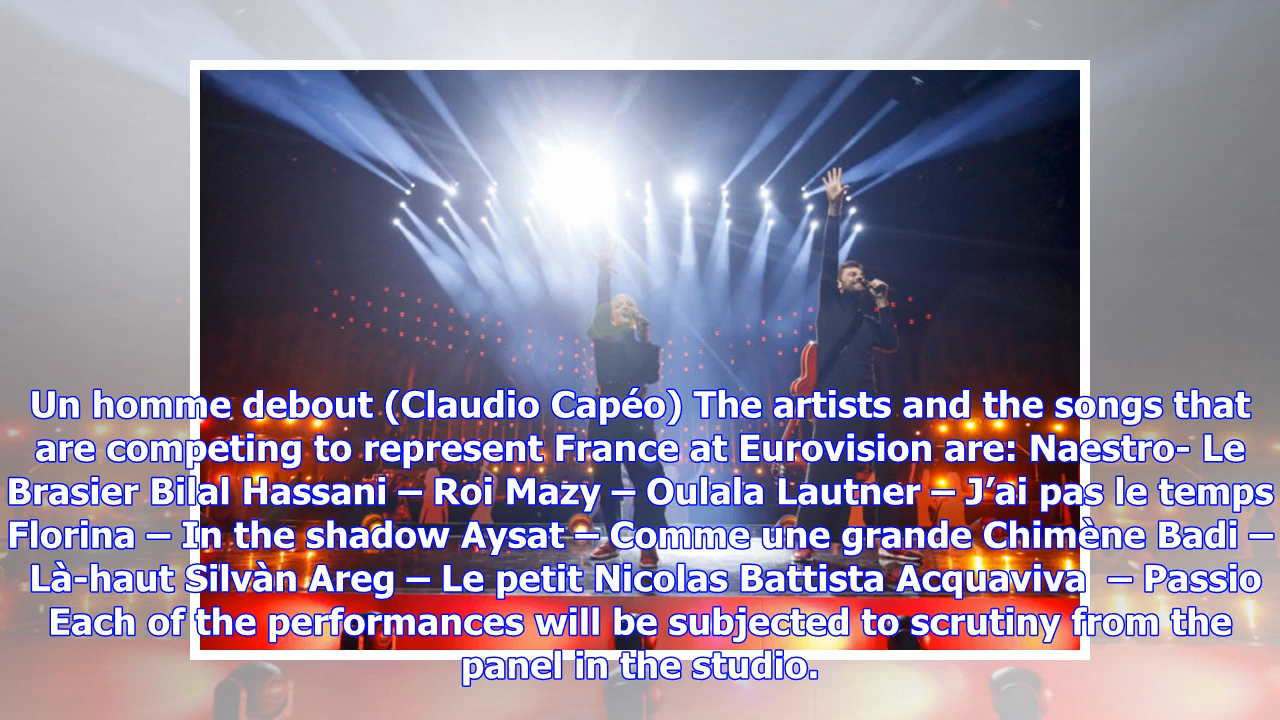 Un homme debout (Claudio Capéo) The artists and the songs that
are competing to represent France at Eurovision are: Naestro- Le
Brasier Bilal Hassani – Roi Mazy – Oulala Lautner – J’ai pas le temps
Florina – In the shadow Aysat – Comme une grande Chimène Badi –
Là-haut Silvàn Areg – Le petit Nicolas Battista Acquaviva  – Passio
Each of the performances will be subjected to scrutiny from the
panel in the studio.